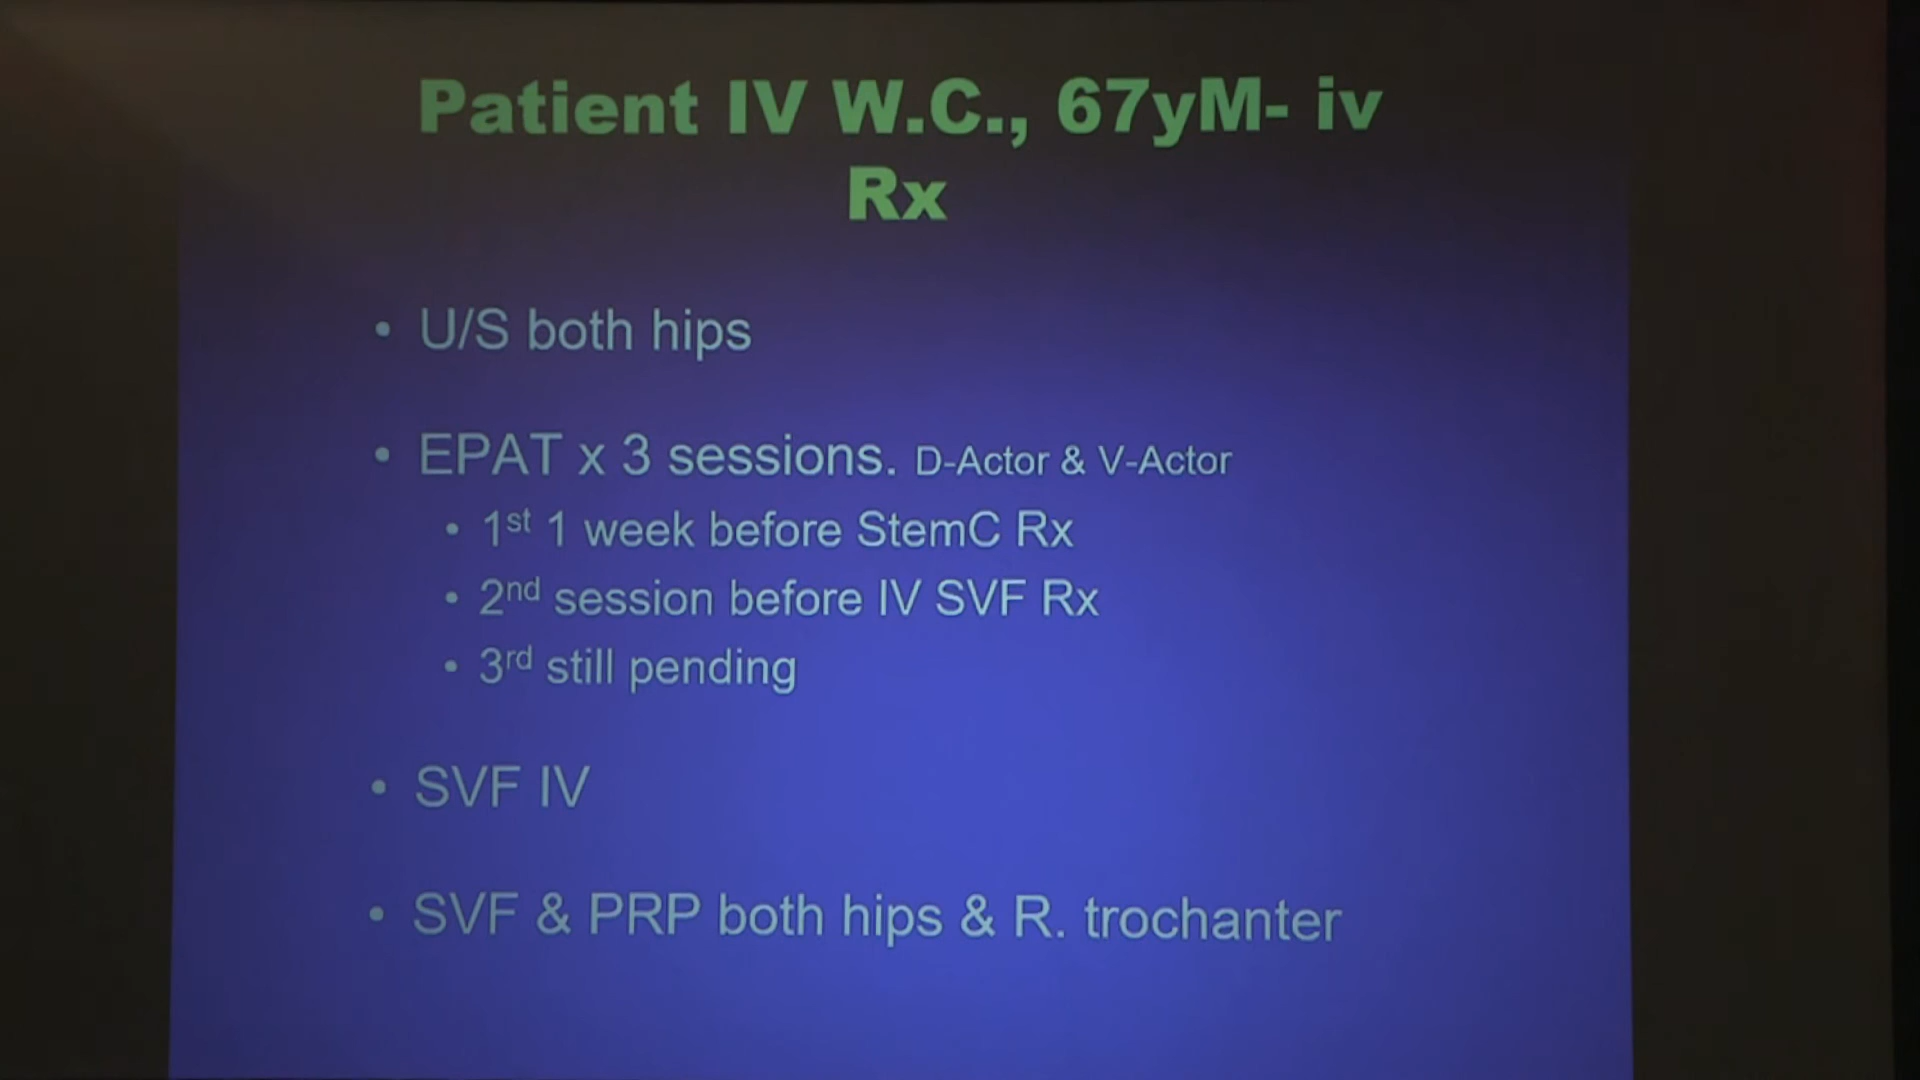 Patient IV W.C., 67yM- iv
Rx
• U/S both hips
• EPAT x 3 sessions. D-Actor & V-Actor
• 1st 1 week before StemC Rx
• 2nd session before IV SVF Rx
• 3rd still pending
• SVF IV
• SVF & PRP both hips & R. trochanter